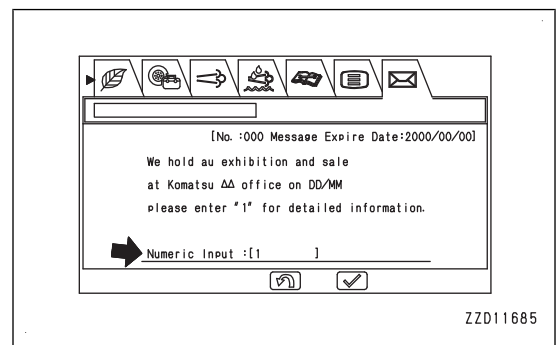 [No. :000 Message Expire Date:2000/00/00]
We hold au exhibition and sale
at Komatsu ΔΔ office on DD/MM
please enter "1" for detailed information.
Numeric Input :[1 ]
ZZD11685